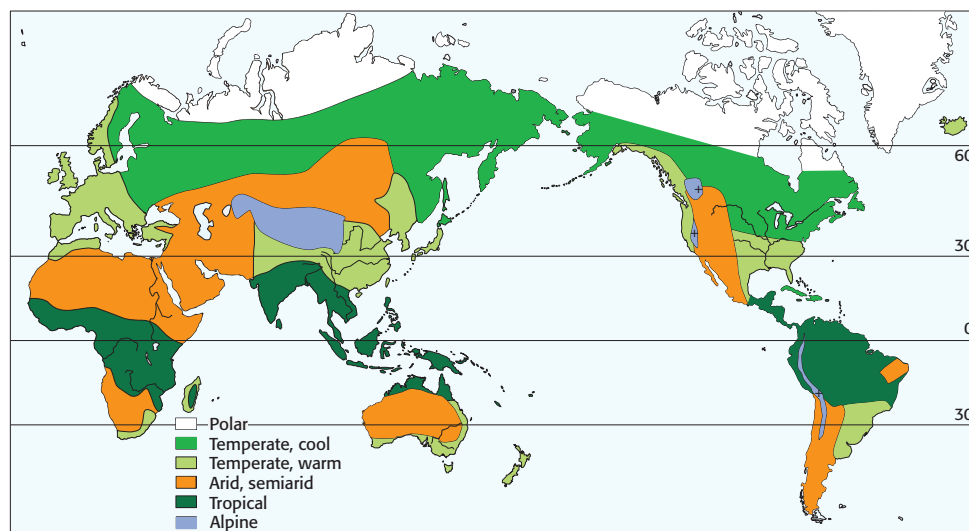 60
30
0
30
Polar
Temperate, cool
Temperate, warm
Arid, semiarid
Tropical
Alpine